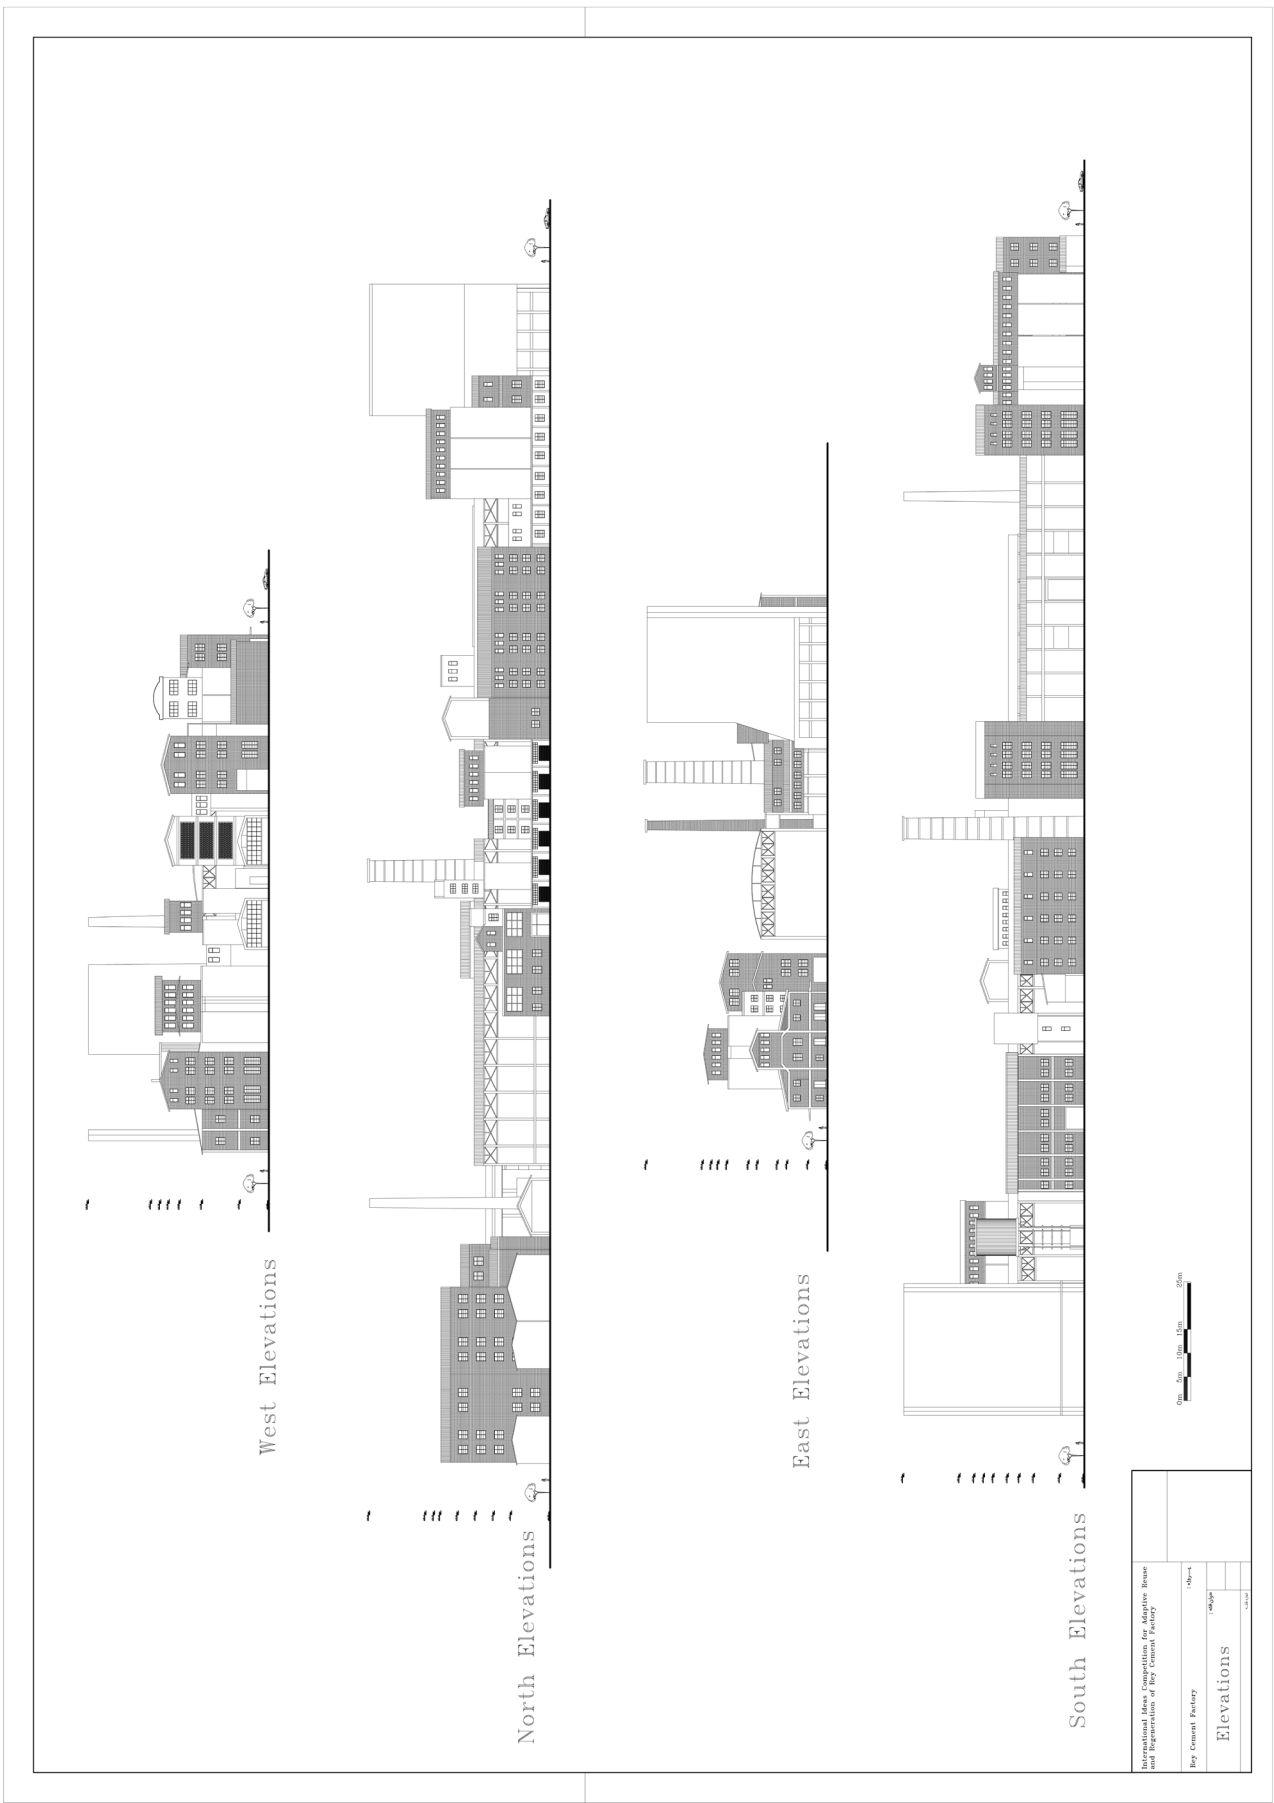 West Elevations
North Elevations
East Elevations
South Elevations
0m 5m 10m 15m 25m
International Ideas Competition for Adaptive Reuse
and Regeneration of Rey Cement Factory
Rey Cement Factory
Elevations